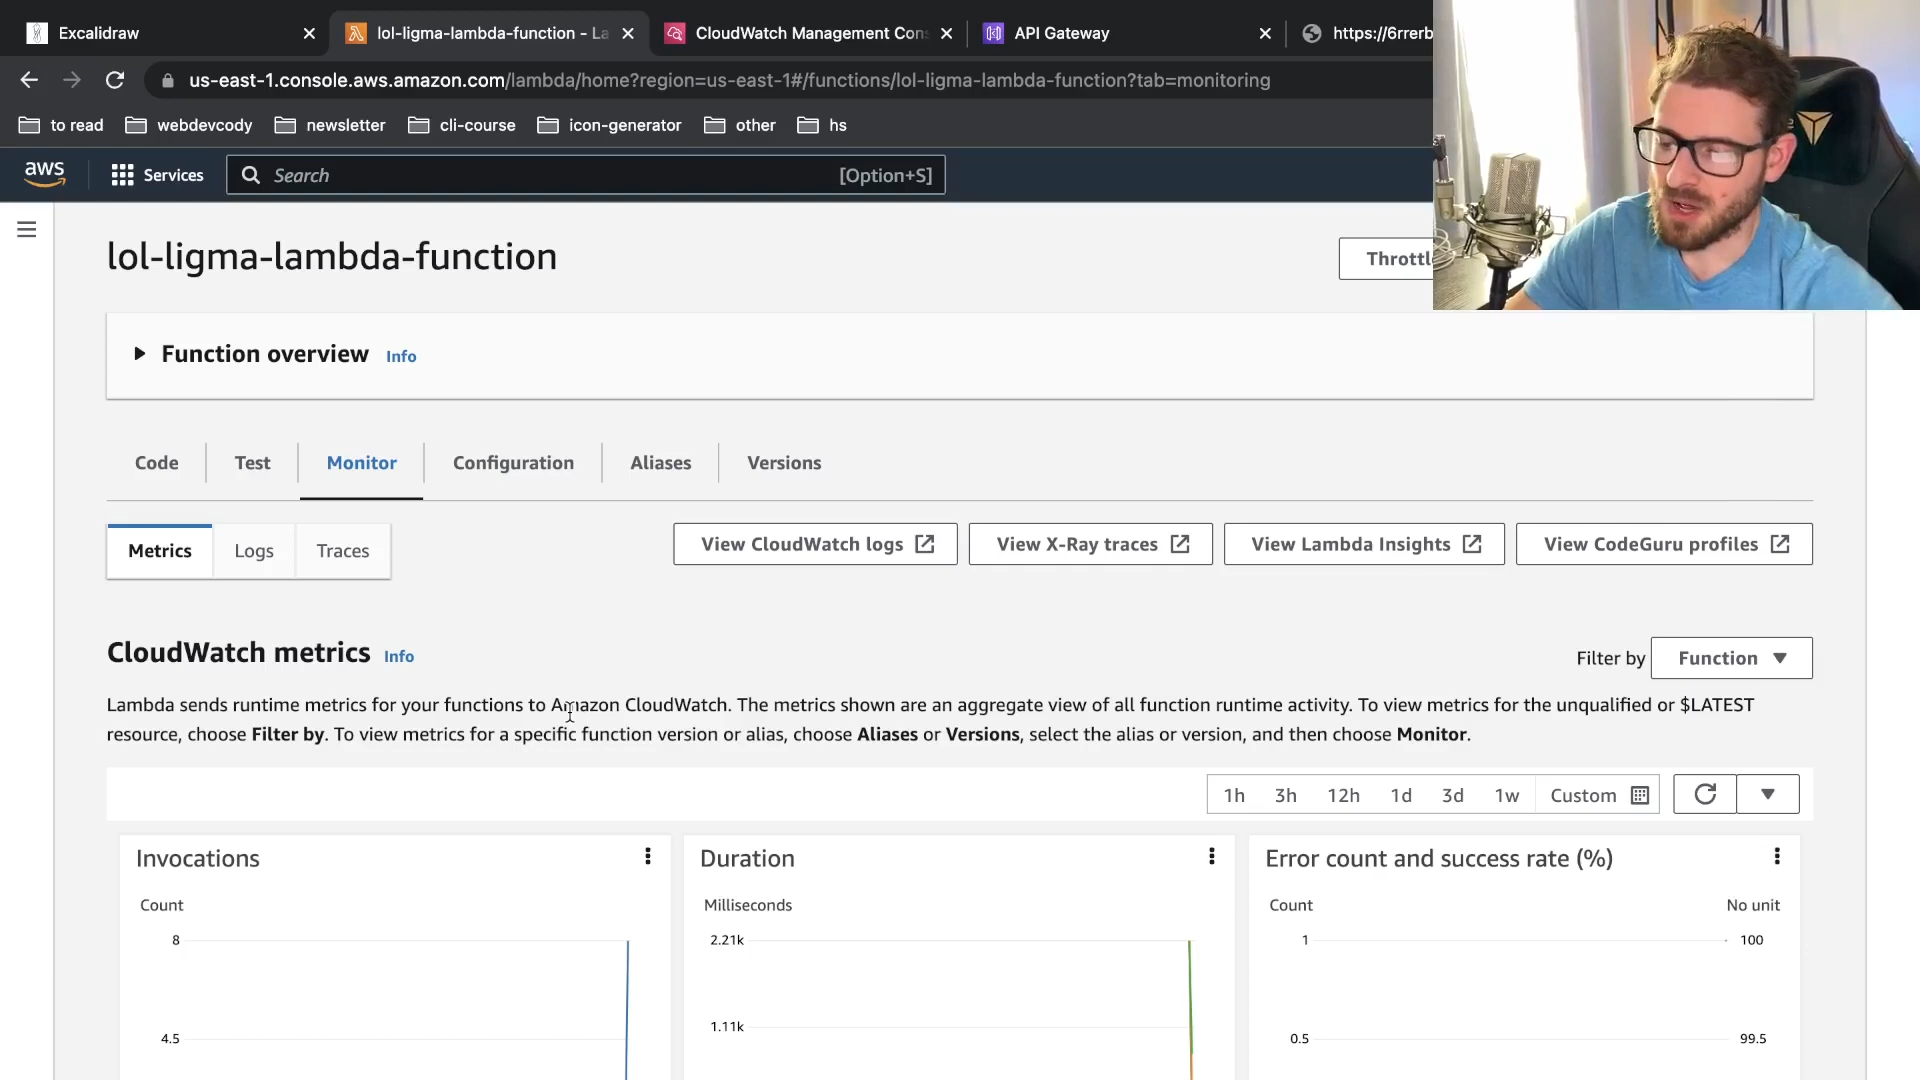 Excalidraw
lol-ligma-lambda-function - La
CloudWatch Management Con
API Gateway
https://6rrerb
us-east-1.console.aws.amazon.com/lambda/home?region=us-east-1#/functions/lol-ligma-lambda-function?tab=monitoring
to read
webdevcody
newsletter
cli-course
icon-generator
other
hs
aws
Services
Search
[Option+S]
lol-ligma-lambda-function
Throttl
Function overview Info
Code
Test
Monitor
Configuration
Aliases
Versions
Metrics
Logs
Traces
View CloudWatch logs
View X-Ray traces
View Lambda Insights
View CodeGuru profiles
CloudWatch metrics Info
Filter by
Function
Lambda sends runtime metrics for your functions to Amazon CloudWatch. The metrics shown are an aggregate view of all function runtime activity. To view metrics for the unqualified or $LATEST
resource, choose Filter by. To view metrics for a specific function version or alias, choose Aliases or Versions, select the alias or version, and then choose Monitor.
1h
3h
12h
1d
3d
1w
Custom
Invocations
Count
8
4.5
Duration
Milliseconds
2.21k
1.11k
Error count and success rate (%)
Count
No unit
1
100
0.5
99.5